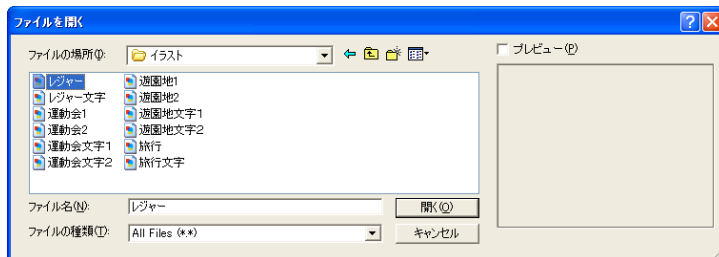 ファイルを開く
ファイルの場所(I):
イラスト
プレビュー(P)
レジャー
レジャー文字
運動会1
運動会2
運動会文字1
運動会文字2
遊園地1
遊園地2
遊園地文字1
遊園地文字2
旅行
旅行文字
ファイル名(N):
レジャー
開く(O)
ファイルの種類(T):
All Files (*.*)
キャンセル